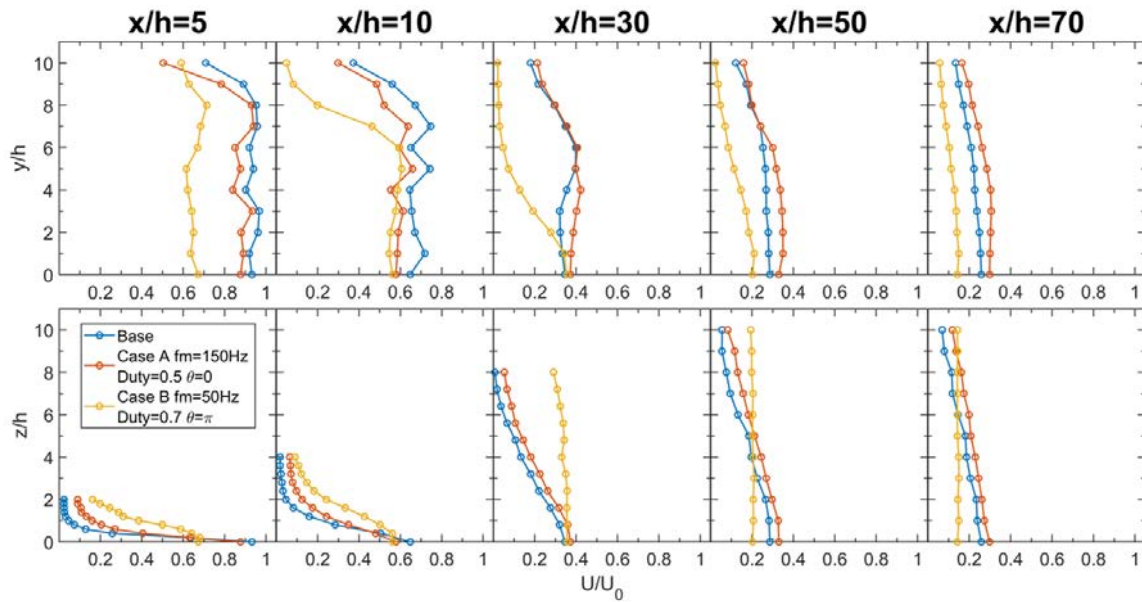 x/h=5 x/h=10 x/h=30 x/h=50 x/h=70
10
8
6
y/h
4
2
0
0.2 0.4 0.6 0.8 1 0.2 0.4 0.6 0.8 1 0.2 0.4 0.6 0.8 1 0.2 0.4 0.6 0.8 1 0.2 0.4 0.6 0.8 1
10
Base
Case A fm=150Hz
Duty=0.5 θ=0
Case B fm=50Hz
Duty=0.7 θ=π
8
6
z/h
4
2
0
0.2 0.4 0.6 0.8 1 0.2 0.4 0.6 0.8 1 0.2 0.4 0.6 0.8 1 0.2 0.4 0.6 0.8 1 0.2 0.4 0.6 0.8 1
U/U₀